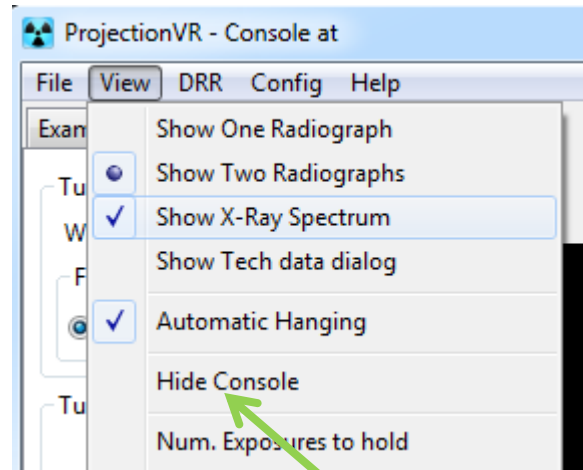 ProjectionVR - Console at
File View DRR Config Help
Exam
Show One Radiograph
Tu
Show Two Radiographs
W
Show X-Ray Spectrum
F
Show Tech data dialog
Automatic Hanging
Hide Console
Tu
Num. Exposures to hold